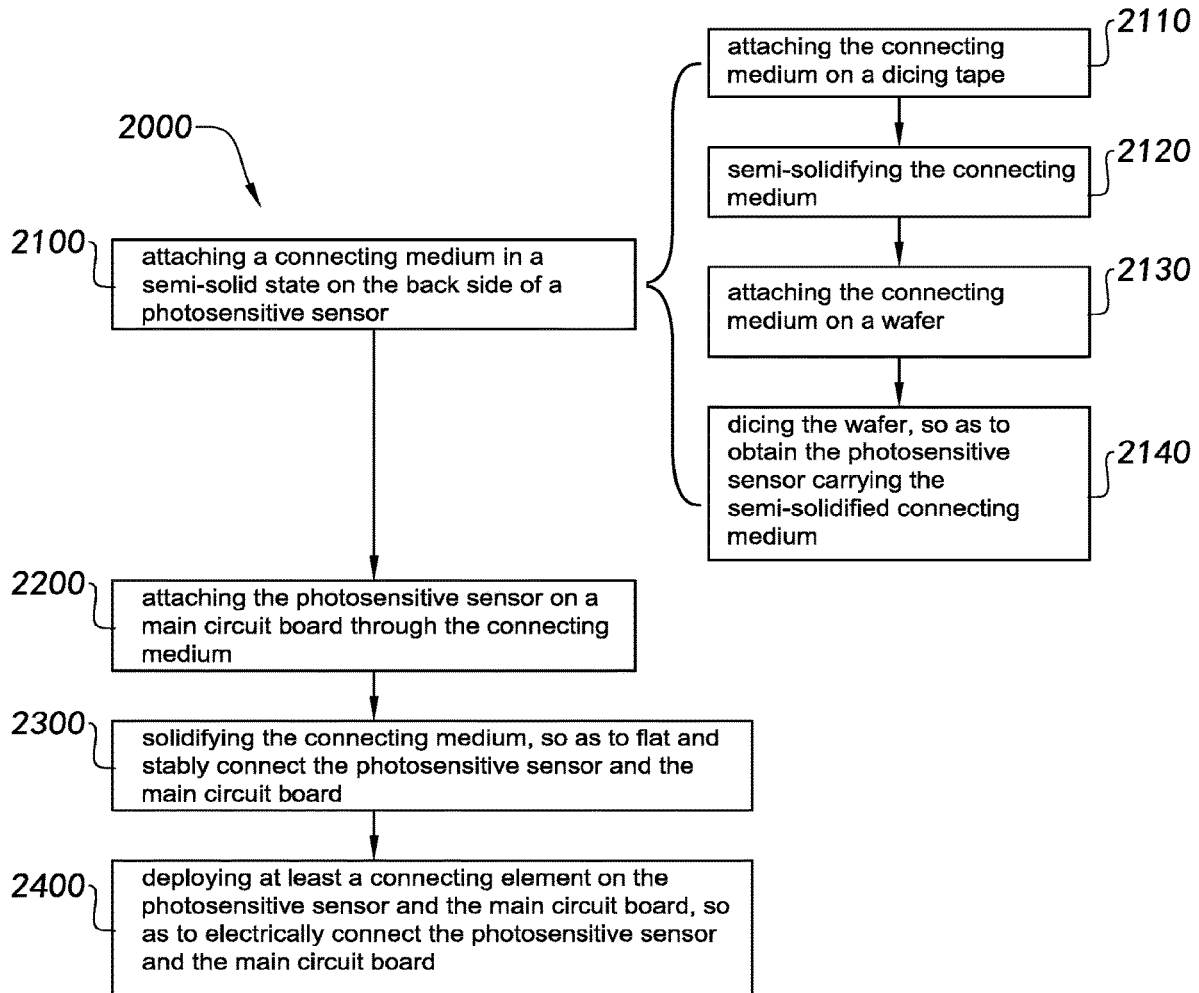 2000
2100
attaching a connecting medium in a
semi-solid state on the back side of a
photosensitive sensor
2110
attaching the connecting
medium on a dicing tape
2120
semi-solidifying the connecting
medium
2130
attaching the connecting
medium on a wafer
2140
dicing the wafer, so as to
obtain the photosensitive
sensor carrying the
semi-solidified connecting
medium
2200
attaching the photosensitive sensor on a
main circuit board through the connecting
medium
2300
solidifying the connecting medium, so as to flat and
stably connect the photosensitive sensor and the
main circuit board
2400
deploying at least a connecting element on the
photosensitive sensor and the main circuit board, so
as to electrically connect the photosensitive sensor
and the main circuit board